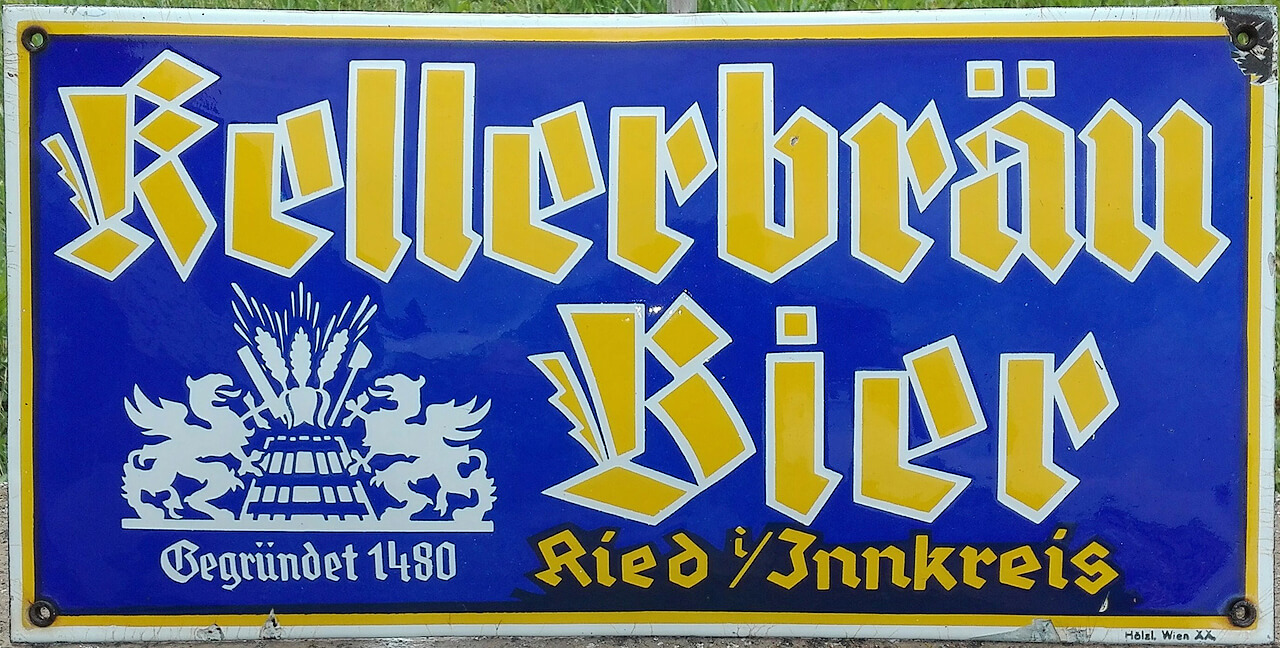 Kellerbräu
Bier
Gegründet 1480
Ried i/Innkreis
Hölzl, Wien XX.